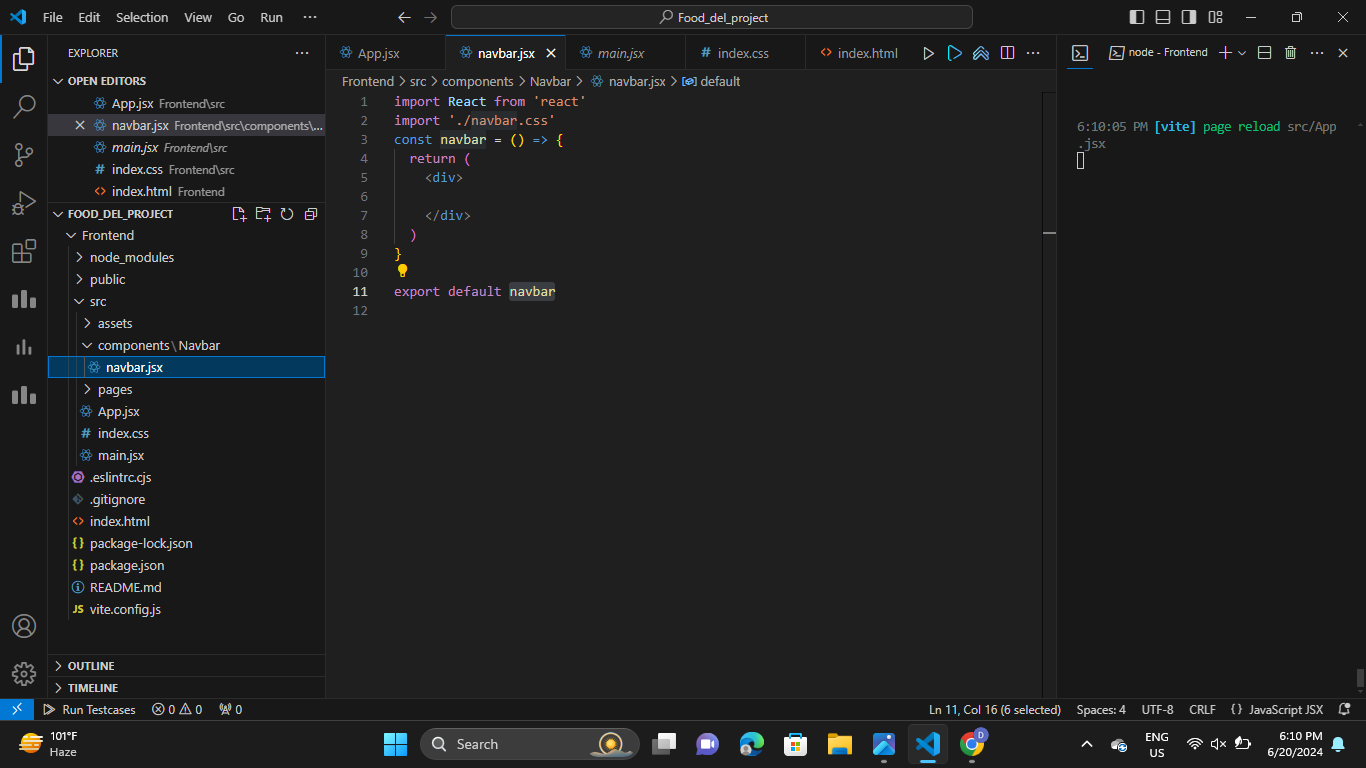 File Edit Selection View Go Run ··· Food_del_project
EXPLORER ···
OPEN EDITORS
App.jsx Frontend\src
navbar.jsx Frontend\src\components\...
main.jsx Frontend\src
index.css Frontend\src
index.html Frontend
FOOD_DEL_PROJECT
Frontend
node_modules
public
src
assets
components\Navbar
navbar.jsx
pages
App.jsx
# index.css
main.jsx
.eslintrc.cjs
.gitignore
<> index.html
{} package-lock.json
{} package.json
README.md
JS vite.config.js
OUTLINE
TIMELINE
App.jsx navbar.jsx main.jsx # index.css <> index.html
Frontend > src > components > Navbar > navbar.jsx > default
1 import React from 'react'
2 import './navbar.css'
3 const navbar = () => {
4 return (
5 <div>
6
7 </div>
8 )
9 }
10
11 export default navbar
12
node - Frontend
6:10:05 PM [vite] page reload src/App
.jsx
Run Testcases 0 0 0 Ln 11, Col 16 (6 selected) Spaces: 4 UTF-8 CRLF {} JavaScript JSX
101°F
Haze
Search
D
ENG
US
6:10 PM
6/20/2024